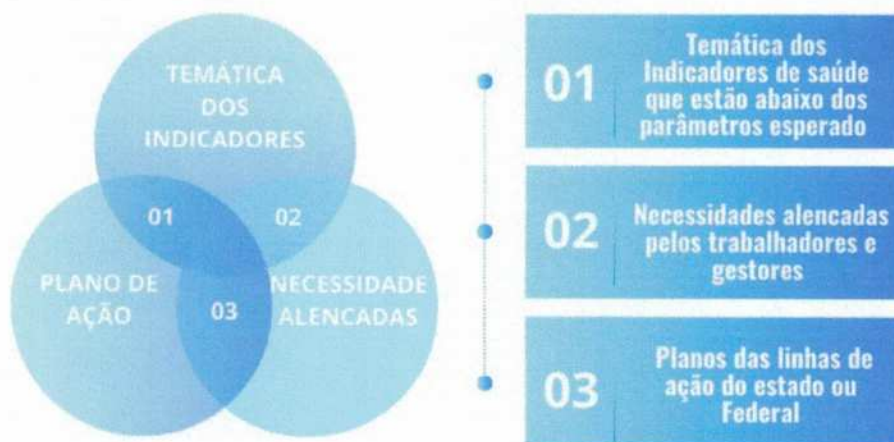 TEMÁTICA
DOS
INDICADORES
01
02
PLANO DE
AÇÃO
03
NECESSIDADE
ALENCADAS
01
Temática dos
Indicadores de saúde
que estão abaixo dos
parâmetros esperado
02
Necessidades alencadas
pelos trabalhadores e
gestores
03
Planos das linhas de
ação do estado ou
Federal